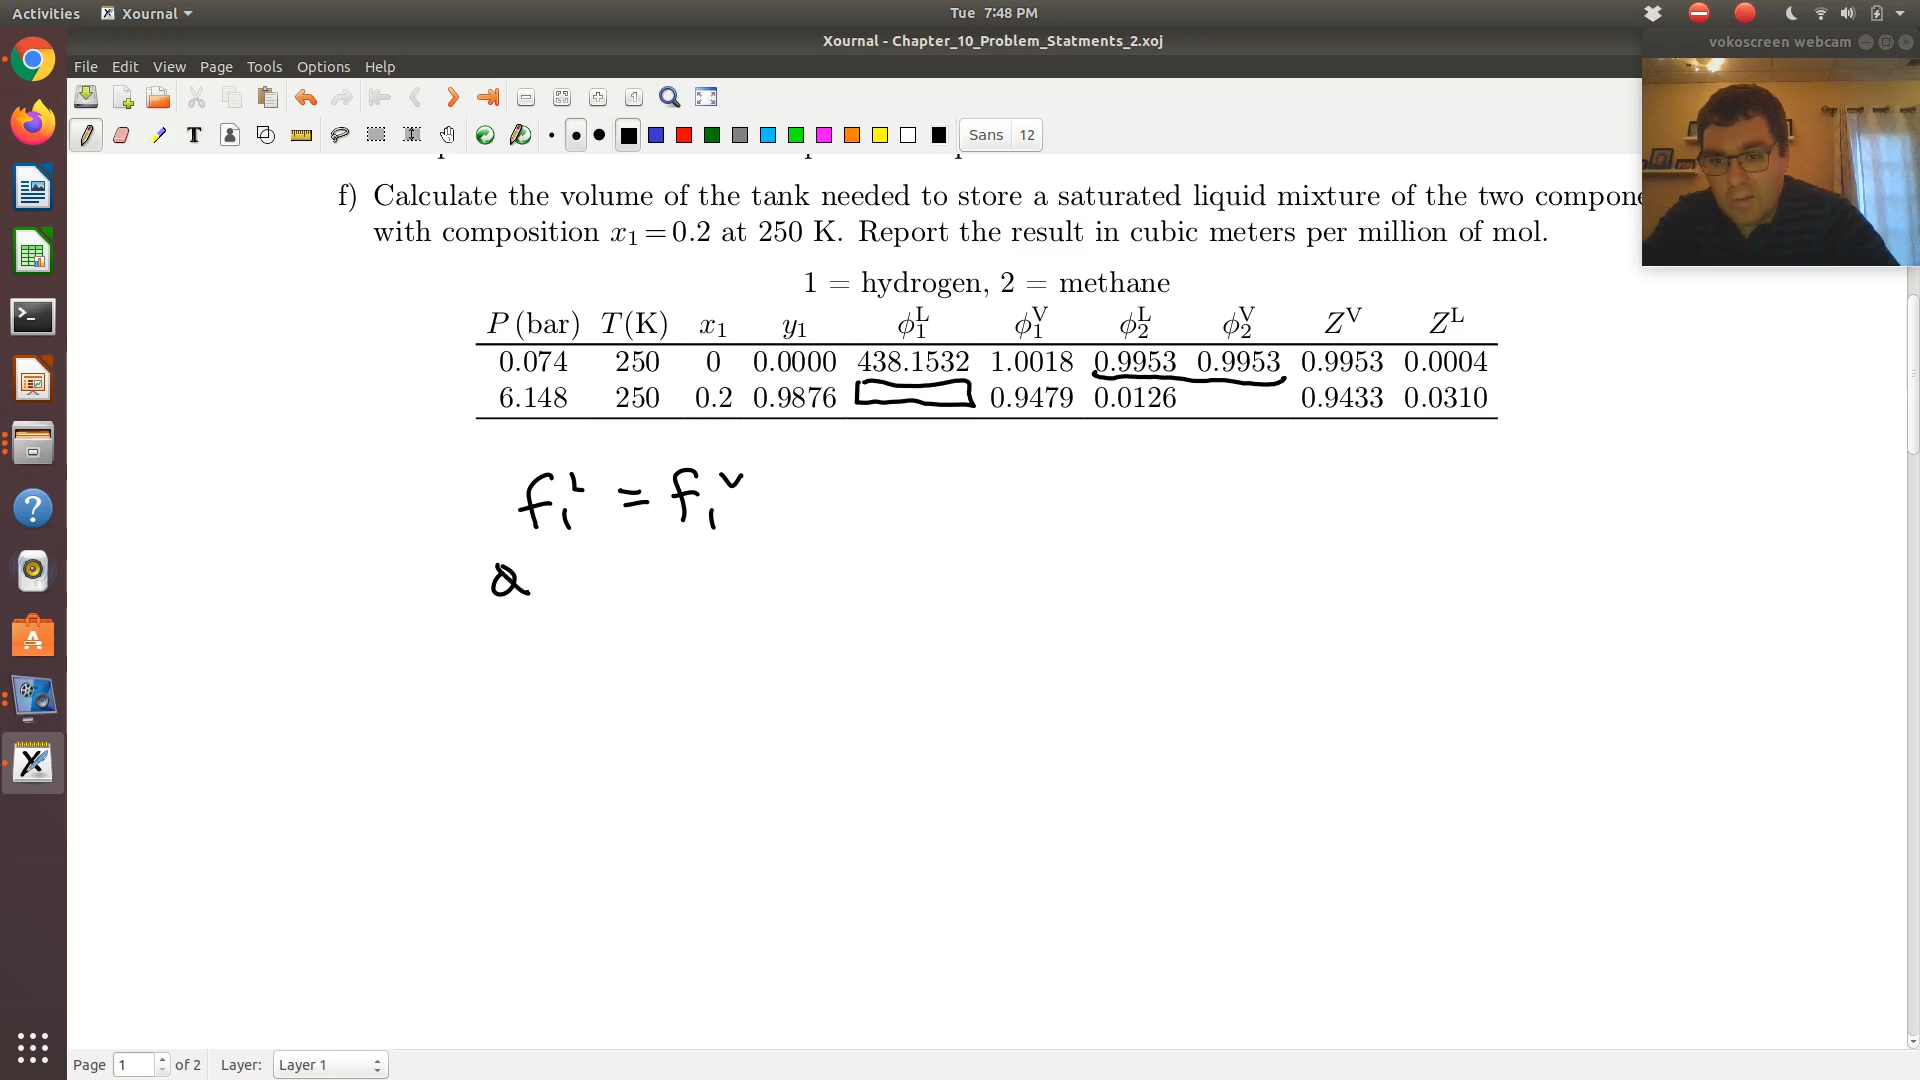 Activities Xournal Tue 7:48 PM
Xournal - Chapter_10_Problem_Statments_2.xoj
vokoscreen webcam
File Edit View Page Tools Options Help
Sans 12
f) Calculate the volume of the tank needed to store a saturated liquid mixture of the two compone
with composition x₁ = 0.2 at 250 K. Report the result in cubic meters per million of mol.
1 = hydrogen, 2 = methane
P (bar) T(K) x₁ y₁ ϕ₁ᴸ ϕ₁ⱽ ϕ₂ᴸ ϕ₂ⱽ Zⱽ Zᴸ
0.074 250 0 0.0000 438.1532 1.0018 0.9953 0.9953 0.9953 0.0004
6.148 250 0.2 0.9876 0.9479 0.0126 0.9433 0.0310
f₁ᴸ = f₁ⱽ
Page 1 of 2 Layer: Layer 1